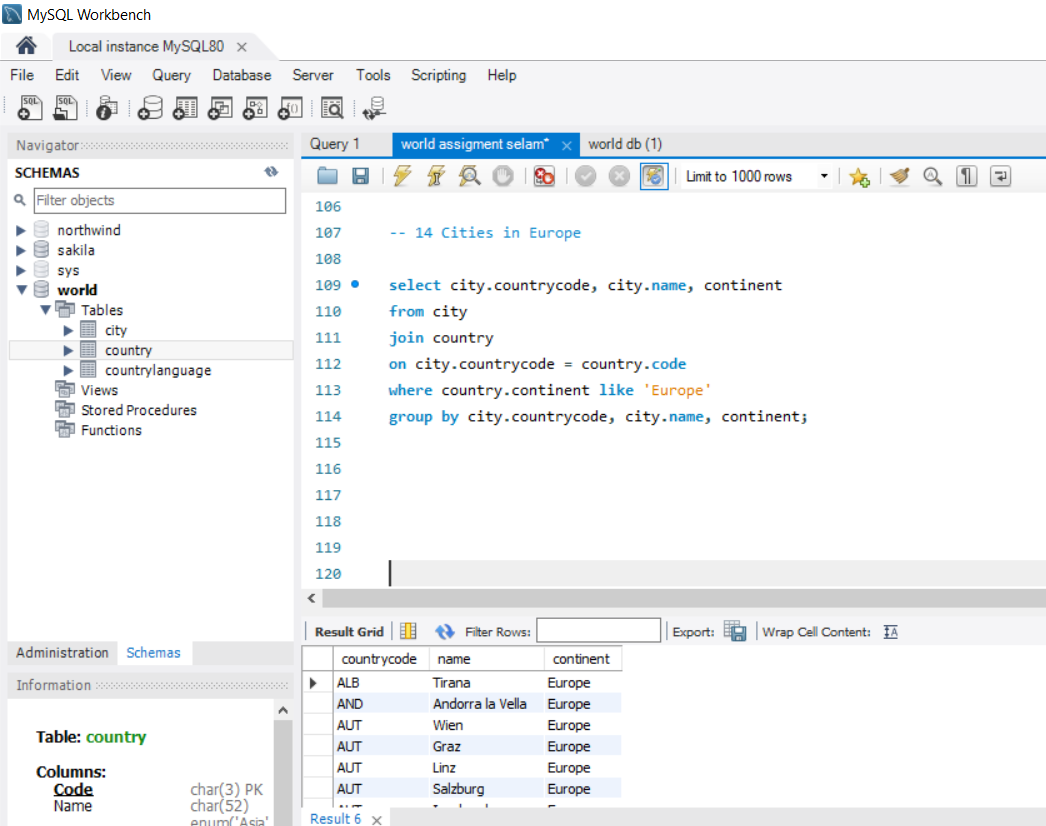 MySQL Workbench
Local instance MySQL80
File Edit View Query Database Server Tools Scripting Help
Navigator
SCHEMAS
Filter objects
northwind
sakila
sys
world
Tables
city
country
countrylanguage
Views
Stored Procedures
Functions
Administration Schemas
Information
Table: country
Columns:
Code char(3) PK
Name char(52)
enum('Asia'
Query 1 world assigment selam* world db (1)
Limit to 1000 rows
106
107 -- 14 Cities in Europe
108
109 select city.countrycode, city.name, continent
110 from city
111 join country
112 on city.countrycode = country.code
113 where country.continent like 'Europe'
114 group by city.countrycode, city.name, continent;
115
116
117
118
119
120
Result Grid Filter Rows: Export: Wrap Cell Content:
countrycode name continent
ALB Tirana Europe
AND Andorra la Vella Europe
AUT Wien Europe
AUT Graz Europe
AUT Linz Europe
AUT Salzburg Europe
Result 6